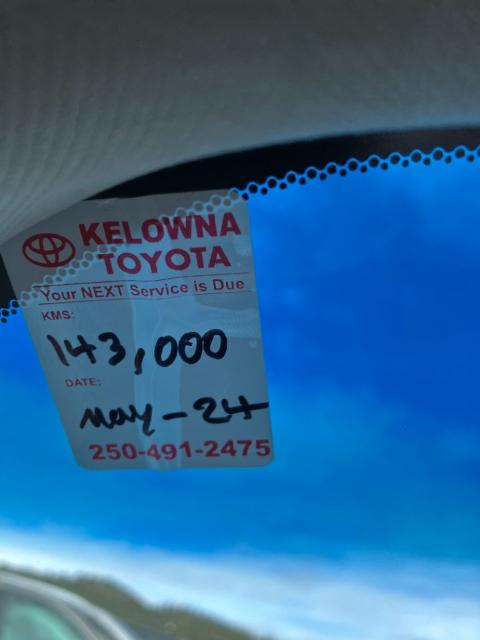 KELOWNA
TOYOTA
Your NEXT Service is Due
KMS:
143,000
DATE:
May-24
250-491-2475